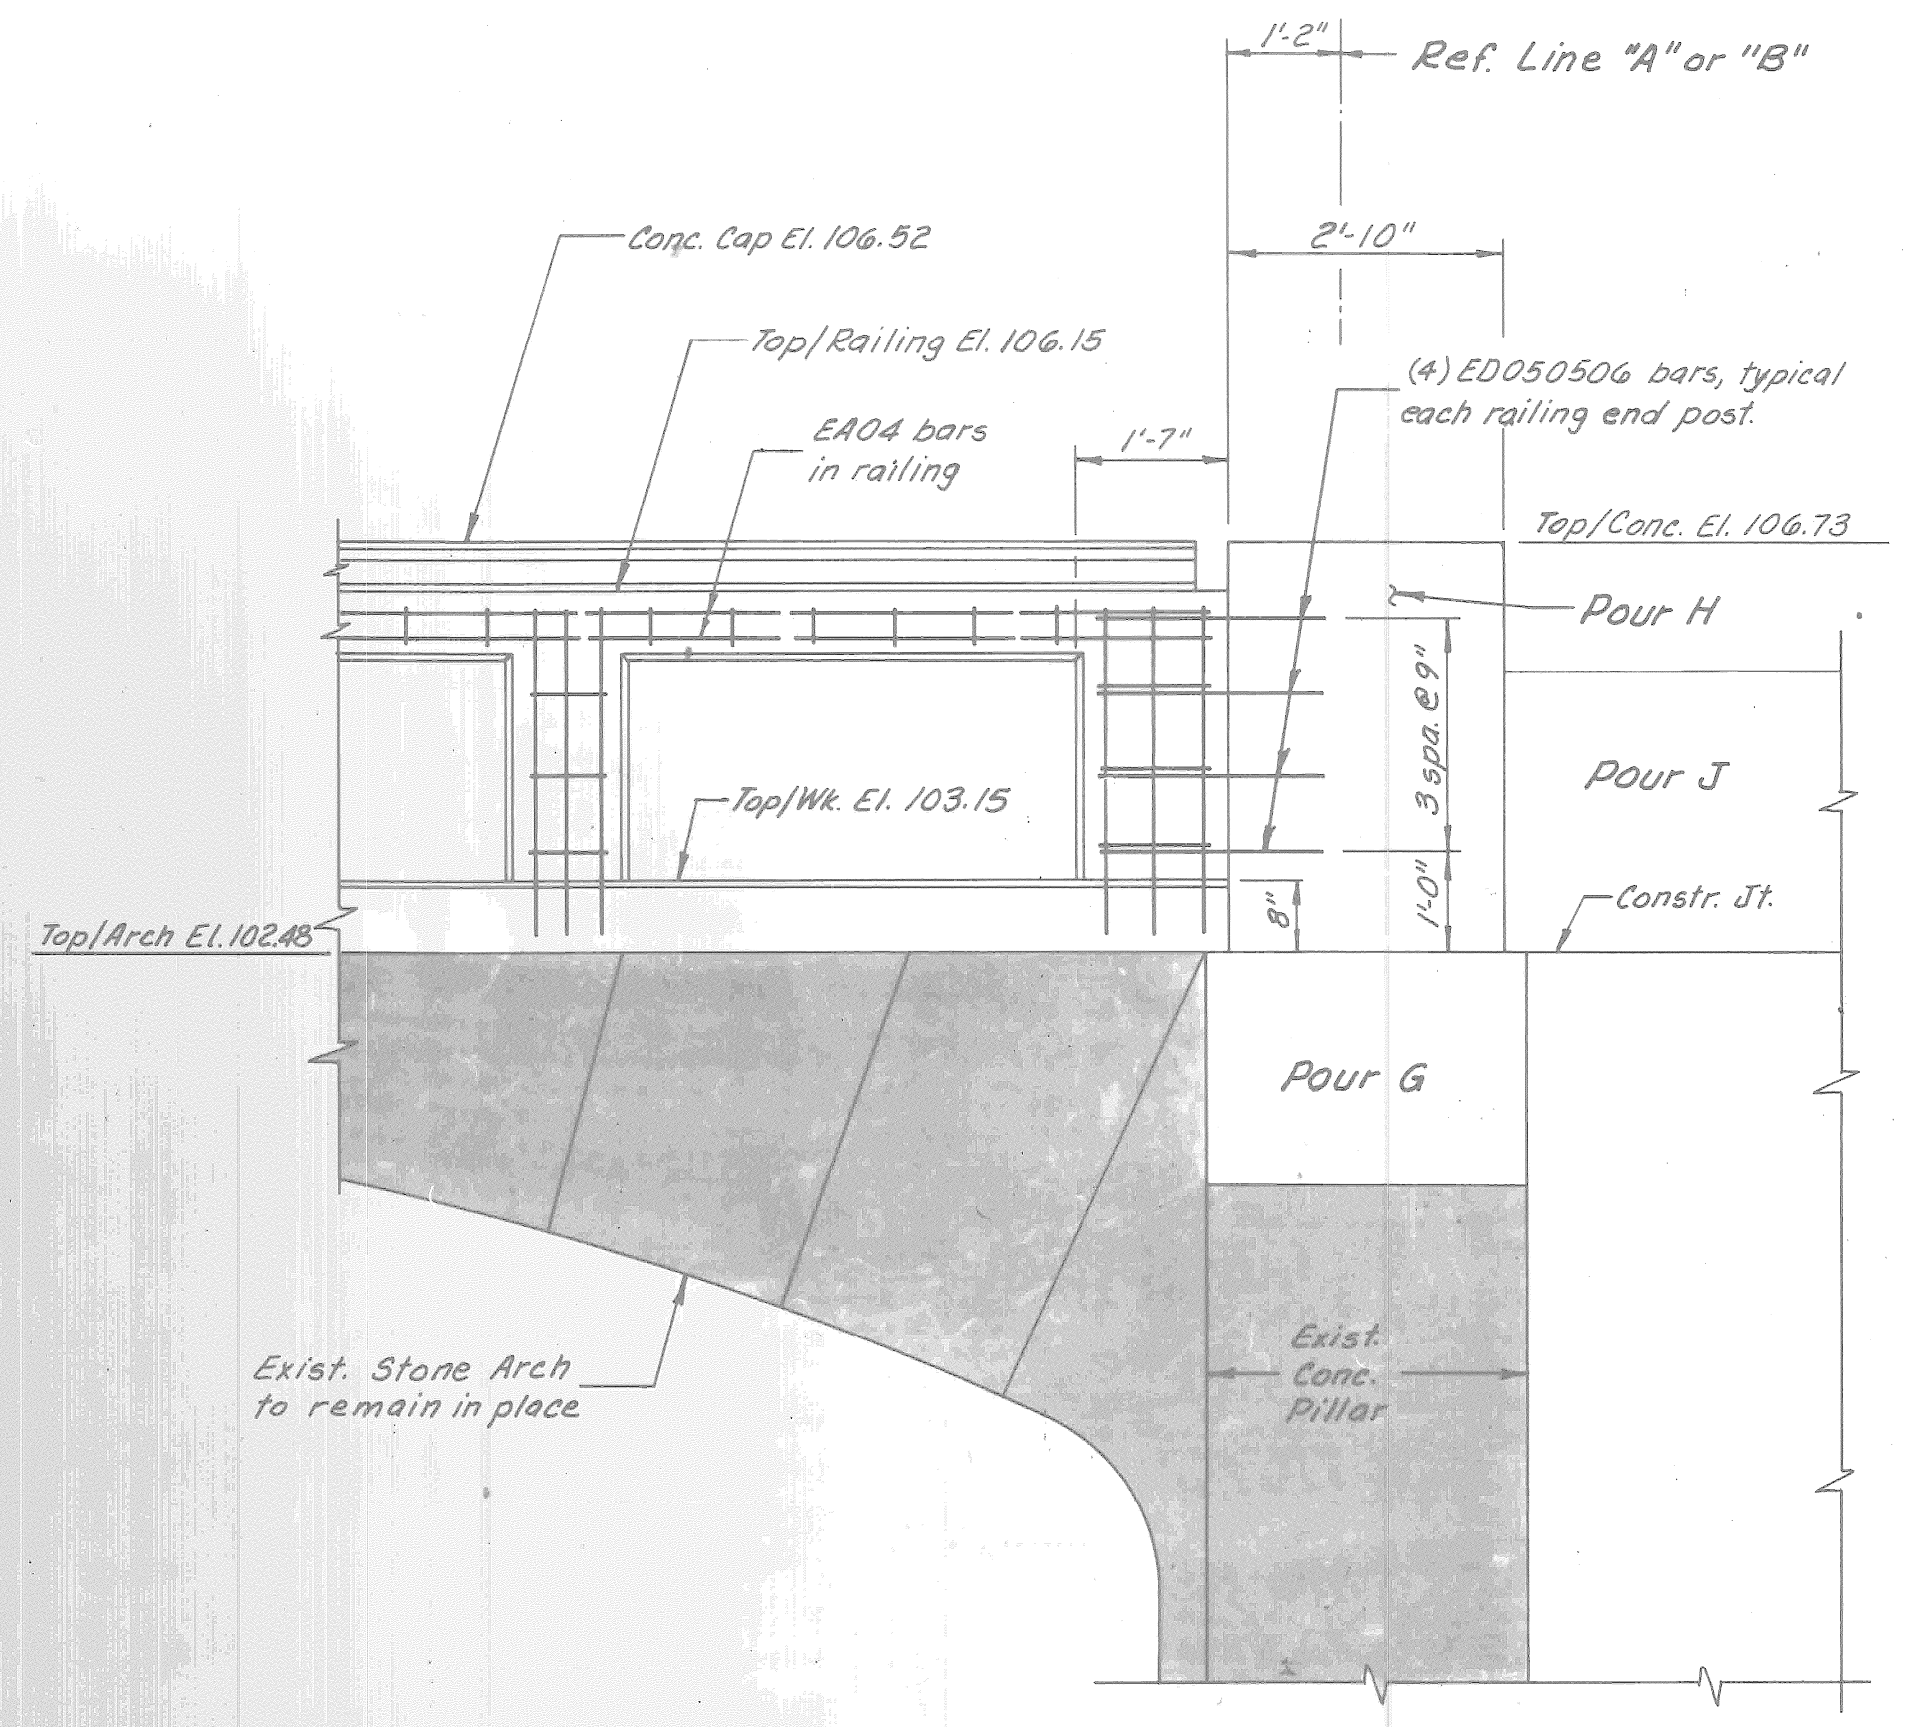 1'-2"
Ref. Line "A" or "B"
2'-10"
Conc. Cap El. 106.52
Top/Railing El. 106.15
(4) ED050506 bars, typical
each railing end post.
EA04 bars
in railing
1'-7"
Top/Conc. El. 106.73
Pour H
3 spa. @ 9"
Pour J
Top/Wk. El. 103.15
8"
1'-0"
Constr. Jt.
Top/Arch El. 102.48
Pour G
Exist.
Conc.
Pillar
Exist. Stone Arch
to remain in place